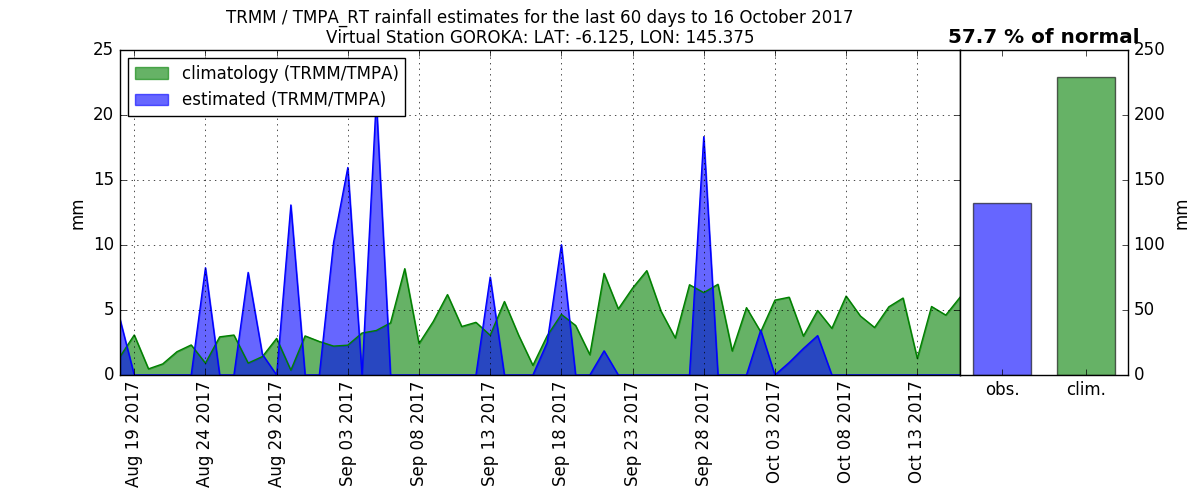 TRMM / TMPA_RT rainfall estimates for the last 60 days to 16 October 2017
Virtual Station GOROKA: LAT: -6.125, LON: 145.375
57.7 % of normal
climatology (TRMM/TMPA)
estimated (TRMM/TMPA)
mm
25
20
15
10
5
0
Aug 19 2017
Aug 24 2017
Aug 29 2017
Sep 03 2017
Sep 08 2017
Sep 13 2017
Sep 18 2017
Sep 23 2017
Sep 28 2017
Oct 03 2017
Oct 08 2017
Oct 13 2017
250
200
150
100
50
0
mm
obs.
clim.